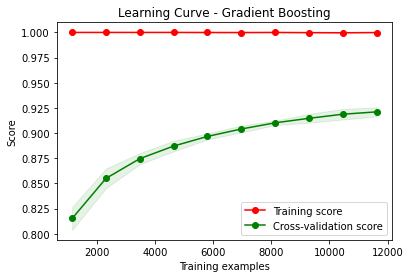 Learning Curve - Gradient Boosting
Score
1.000
0.975
0.950
0.925
0.900
0.875
0.850
0.825
0.800
Training score
Cross-validation score
2000 4000 6000 8000 10000 12000
Training examples